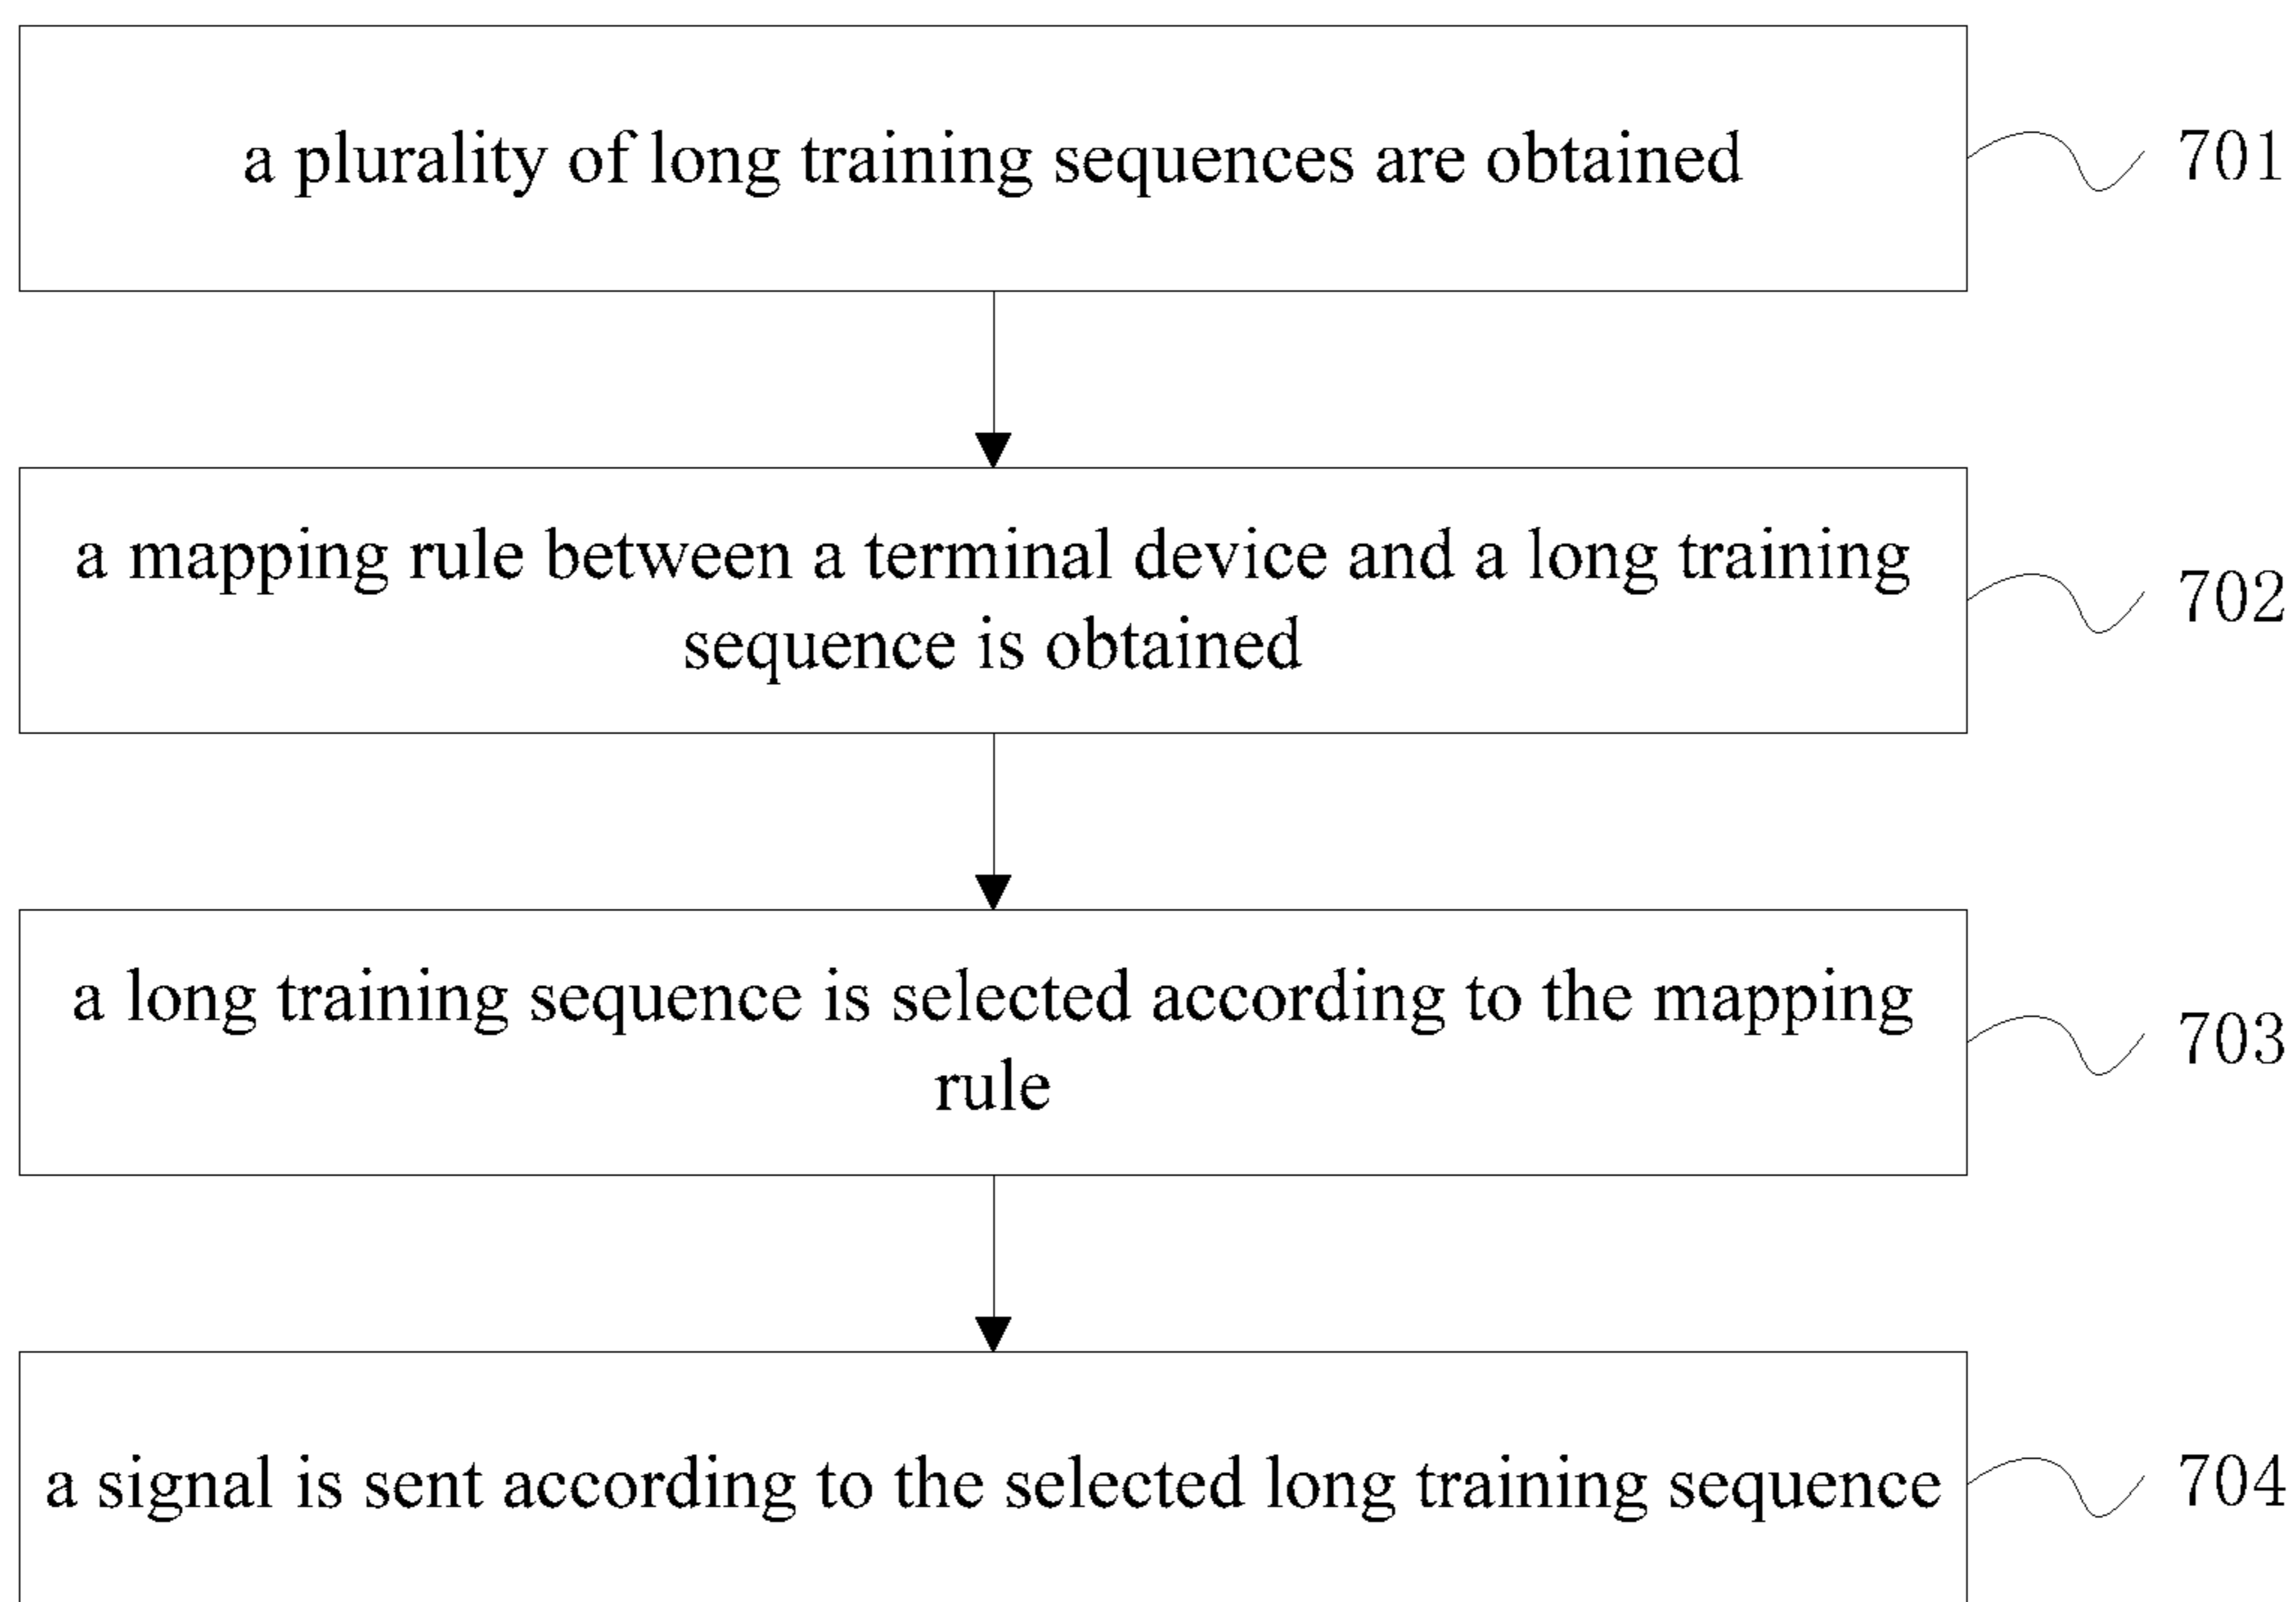 a plurality of long training sequences are obtained
701
a mapping rule between a terminal device and a long training
sequence is obtained
702
a long training sequence is selected according to the mapping
rule
703
a signal is sent according to the selected long training sequence
704